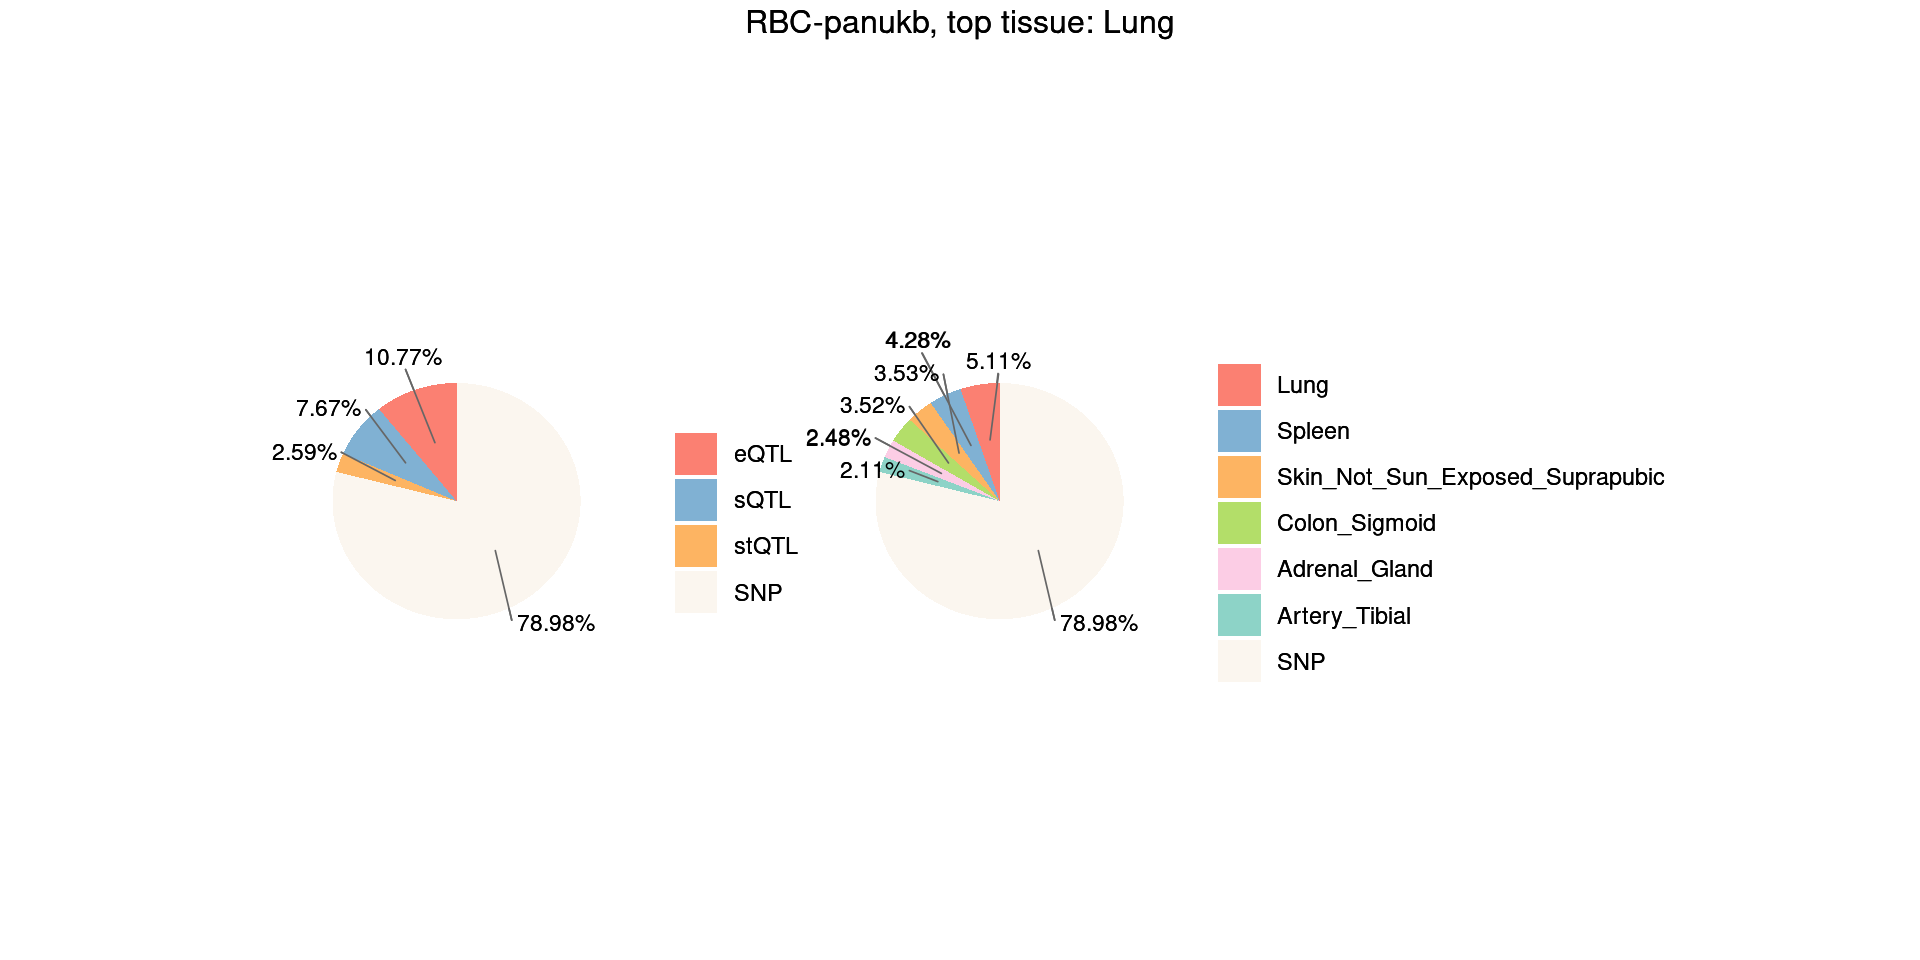 RBC-panukb, top tissue: Lung
10.77%
7.67%
2.59%
78.98%
eQTL
sQTL
stQTL
SNP
4.28%
5.11%
3.53%
3.52%
2.48%
2.11%
78.98%
Lung
Spleen
Skin_Not_Sun_Exposed_Suprapubic
Colon_Sigmoid
Adrenal_Gland
Artery_Tibial
SNP